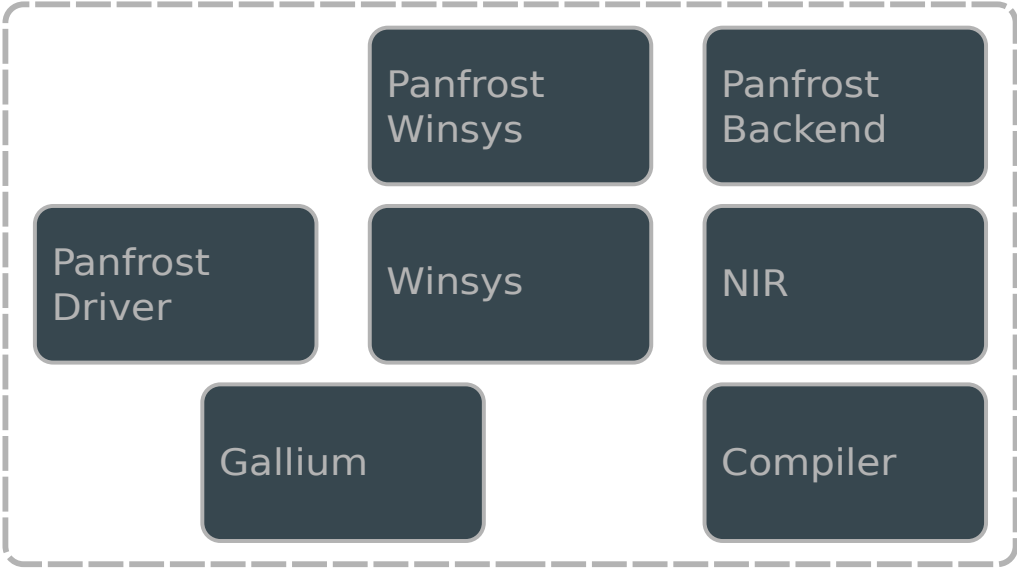 Panfrost
Winsys
Panfrost
Backend
Panfrost
Driver
Winsys
NIR
Gallium
Compiler